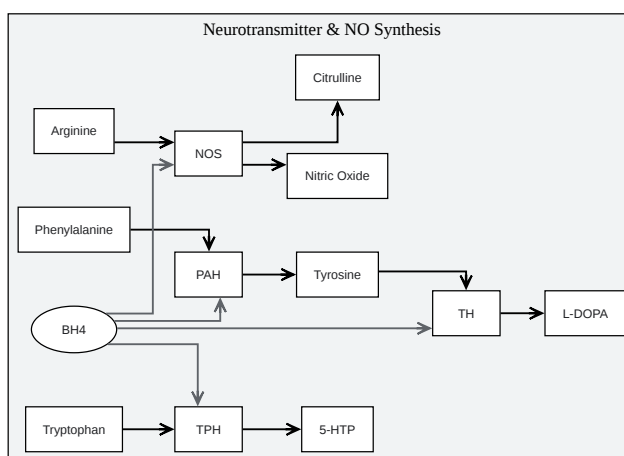 Neurotransmitter & NO Synthesis
Citrulline
Arginine
NOS
Nitric Oxide
Phenylalanine
PAH
Tyrosine
BH4
TH
L-DOPA
Tryptophan
TPH
5-HTP